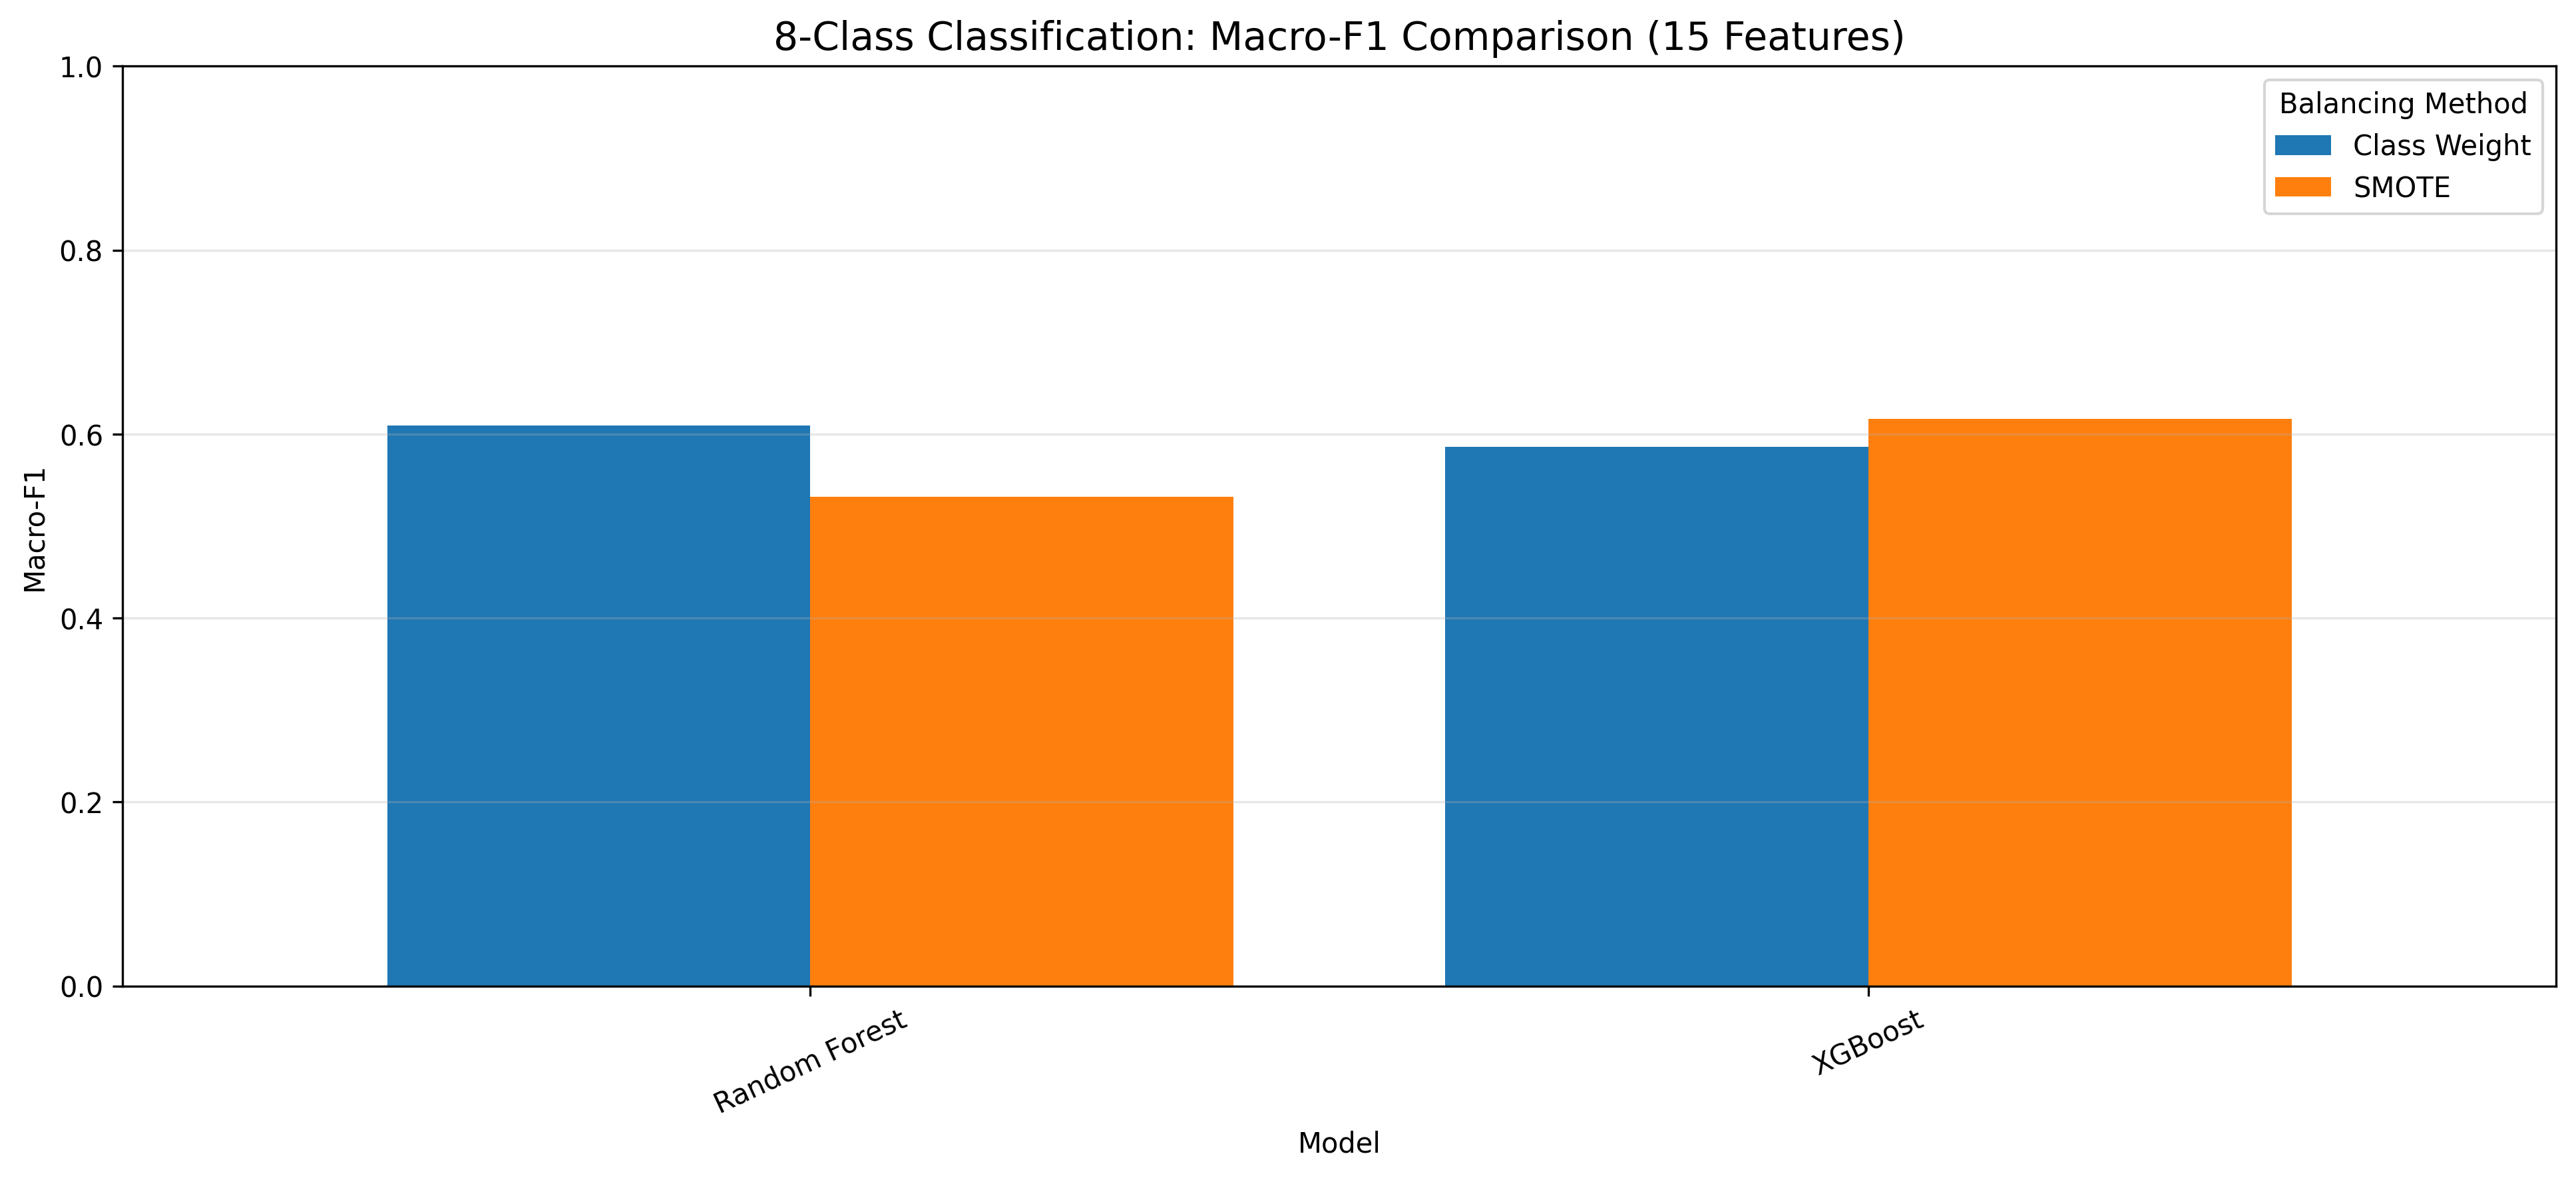 8-Class Classification: Macro-F1 Comparison (15 Features)
Balancing Method
Class Weight
SMOTE
Macro-F1
1.0
0.8
0.6
0.4
0.2
0.0
Random Forest
XGBoost
Model